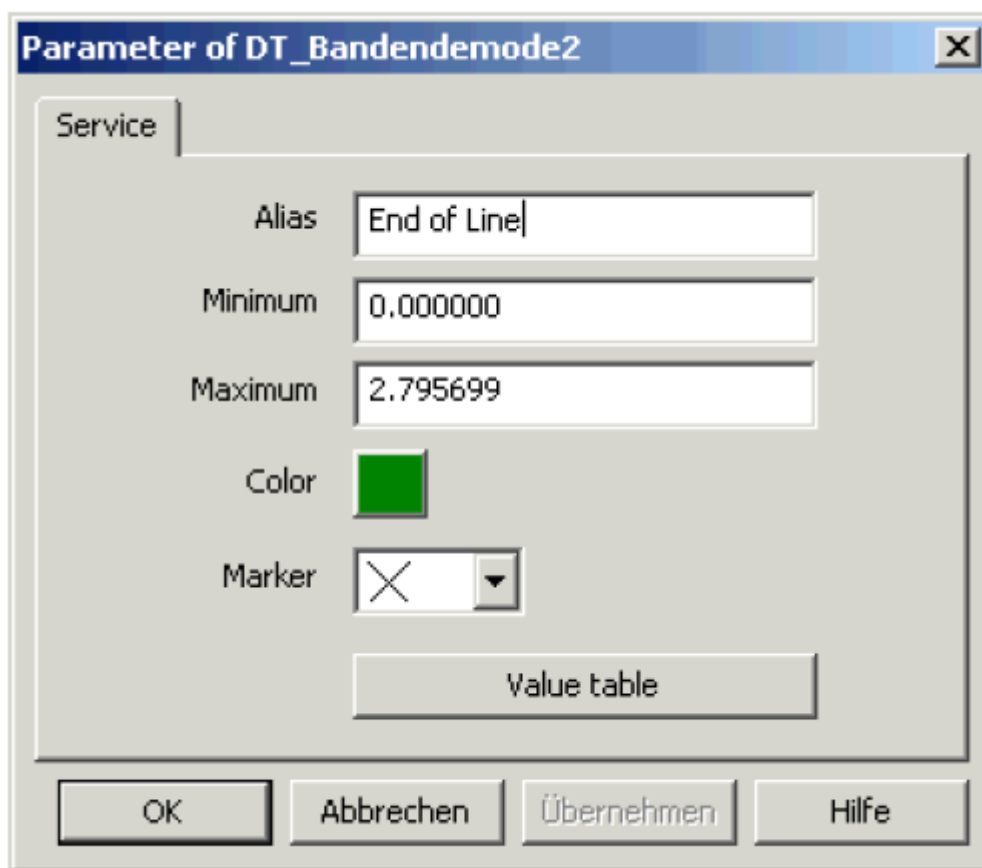 Parameter of DT_Bandendemode2
Service
Alias End of Line
Minimum 0.000000
Maximum 2.795699
Color
Marker
Value table
OK Abbrechen Übernehmen Hilfe